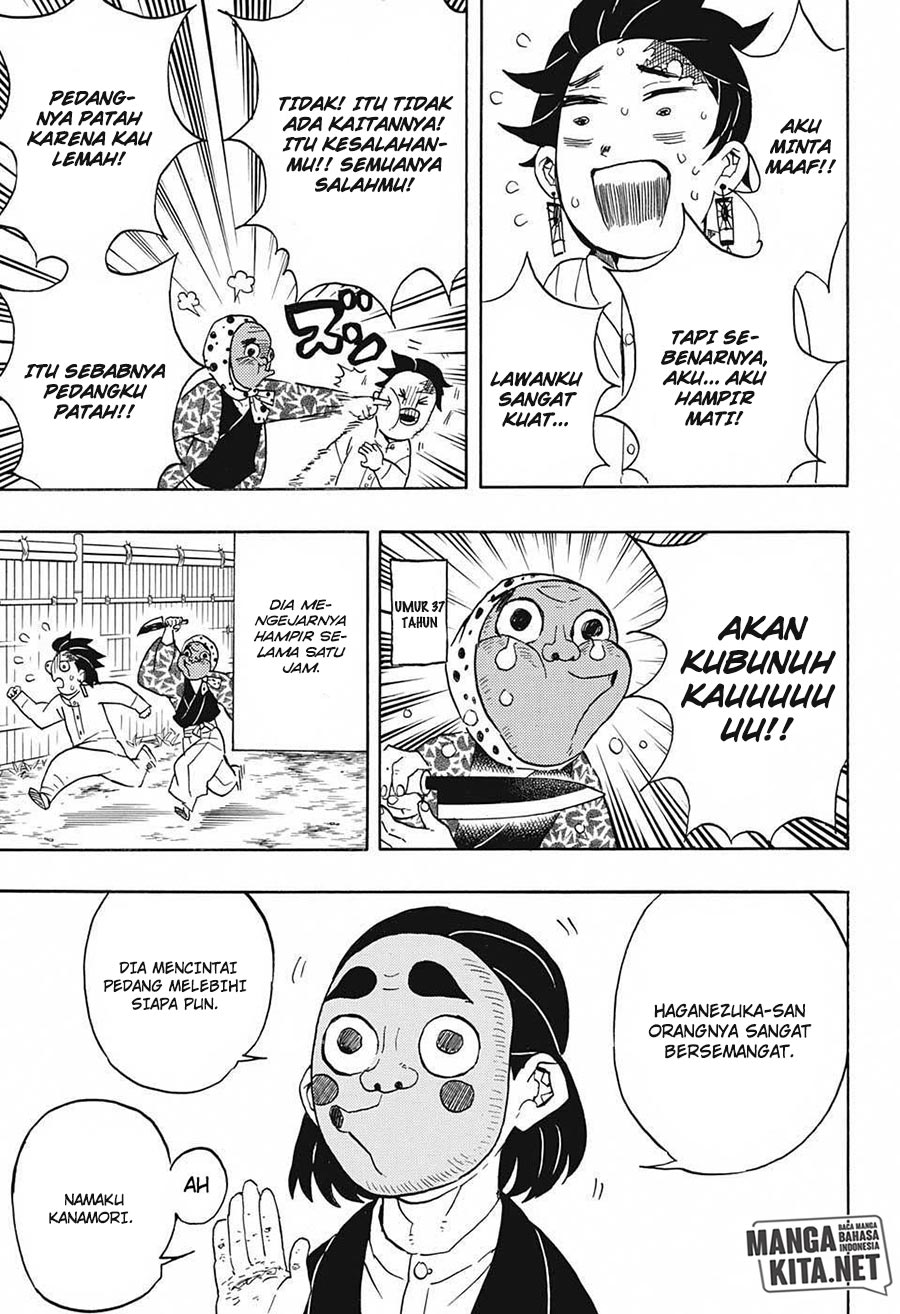 AKU
MINTA
MAAF!!
TAPI SE-
BENARNYA,
AKU... AKU
HAMPIR
MATI!
LAWANKU
SANGAT
KUAT...
TIDAK! ITU TIDAK
ADA KAITANNYA!
ITU KESALAHAN-
MU!! SEMUANYA
SALAHMU!
PEDANG-
NYA PATAH
KARENA KAU
LEMAH!
ITU SEBABNYA
PEDANGKU
PATAH!!
AKAN
KUBUNUH
KAUUUUU
UU!!
UMUR 37
TAHUN
DIA ME-
NGEJARNYA
HAMPIR SE-
LAMA SATU
JAM.
HAGANEZUKA-SAN
ORANGNYA SANGAT
BERSEMANGAT.
DIA MENCINTAI
PEDANG MELEBIHI
SIAPA PUN.
AH
NAMAKU
KANAMORI.
MANGA
KITA.NET
BACA MANGA
BAHASA
INDONESIA